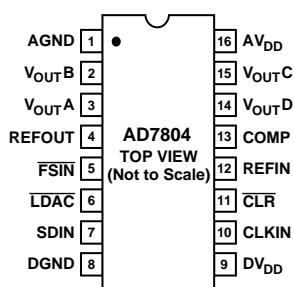 AGND 1 16 AVDD
VOUTB 2 15 VOUTC
VOUTA 3 14 VOUTD
REFOUT 4 AD7804 13 COMP
FSIN 5 TOP VIEW 12 REFIN
(Not to Scale)
LDAC 6 11 CLR
SDIN 7 10 CLKIN
DGND 8 9 DVDD